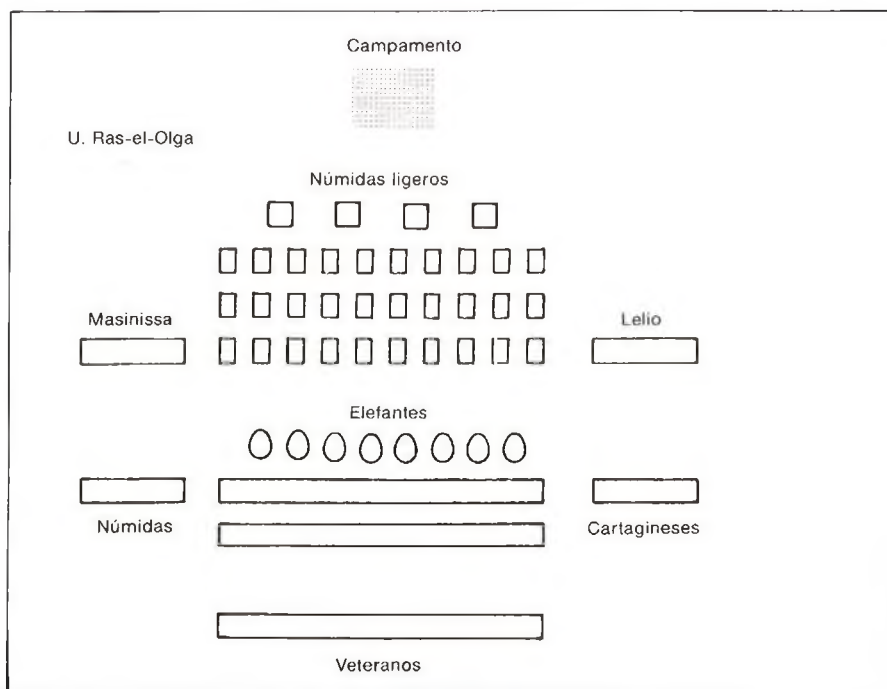 Campamento
U. Ras-el-Olga
Númidas ligeros
Masinissa
Lelio
Elefantes
Númidas
Cartagineses
Veteranos